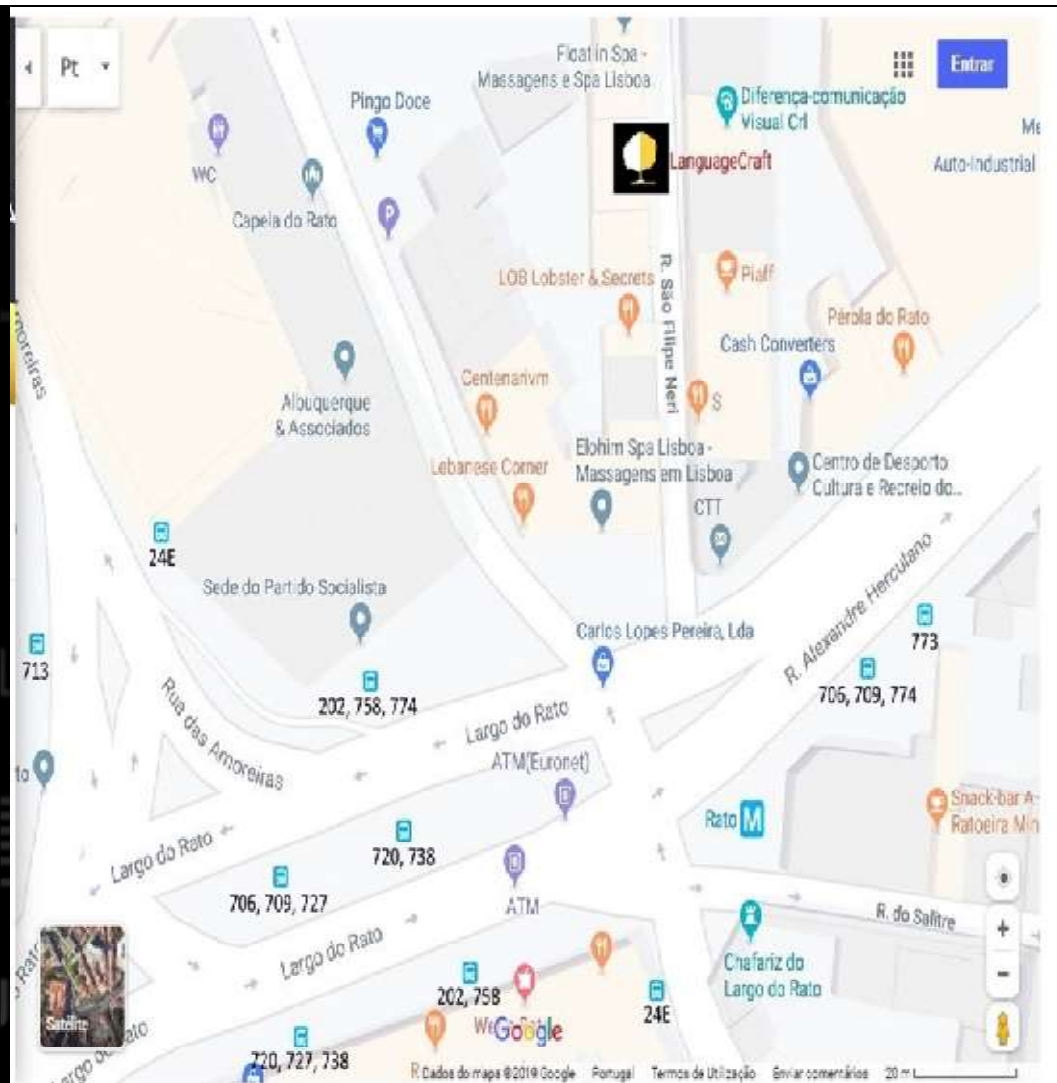 Pt
Float in Spa -
Massagens e Spa Lisboa
Entrar
Pingo Doce
Diferença-comunicação
Visual Crl
WC
LanguageCraft
Auto-Industrial
Capela do Rato
P
LOB Lobster & Secrets
R. São Filipe Neri
Piaff
Pérola do Rato
Cash Converters
Centenarivm
Albuquerque
& Associados
S
Elohim Spa Lisboa -
Massagens em Lisboa
Lebanese Corner
Centro de Desporto
Cultura e Recreio do...
CTT
24E
Sede do Partido Socialista
R. Alexandre Herculano
773
Carlos Lopes Pereira, Lda
713
706, 709, 774
202, 758, 774
Rua das Amoreiras
Largo do Rato
ATM(Euronet)
Rato M
Snack-bar A
Ratoeira Min
Largo do Rato
720, 738
706, 709, 727
ATM
R. do Salitre
Largo do Rato
Chafariz do
Largo do Rato
202, 758
24E
Satélite
Google
720, 727, 738
Dados do mapa ©2019 Google Portugal Termos de Utilização Enviar comentários 20 m